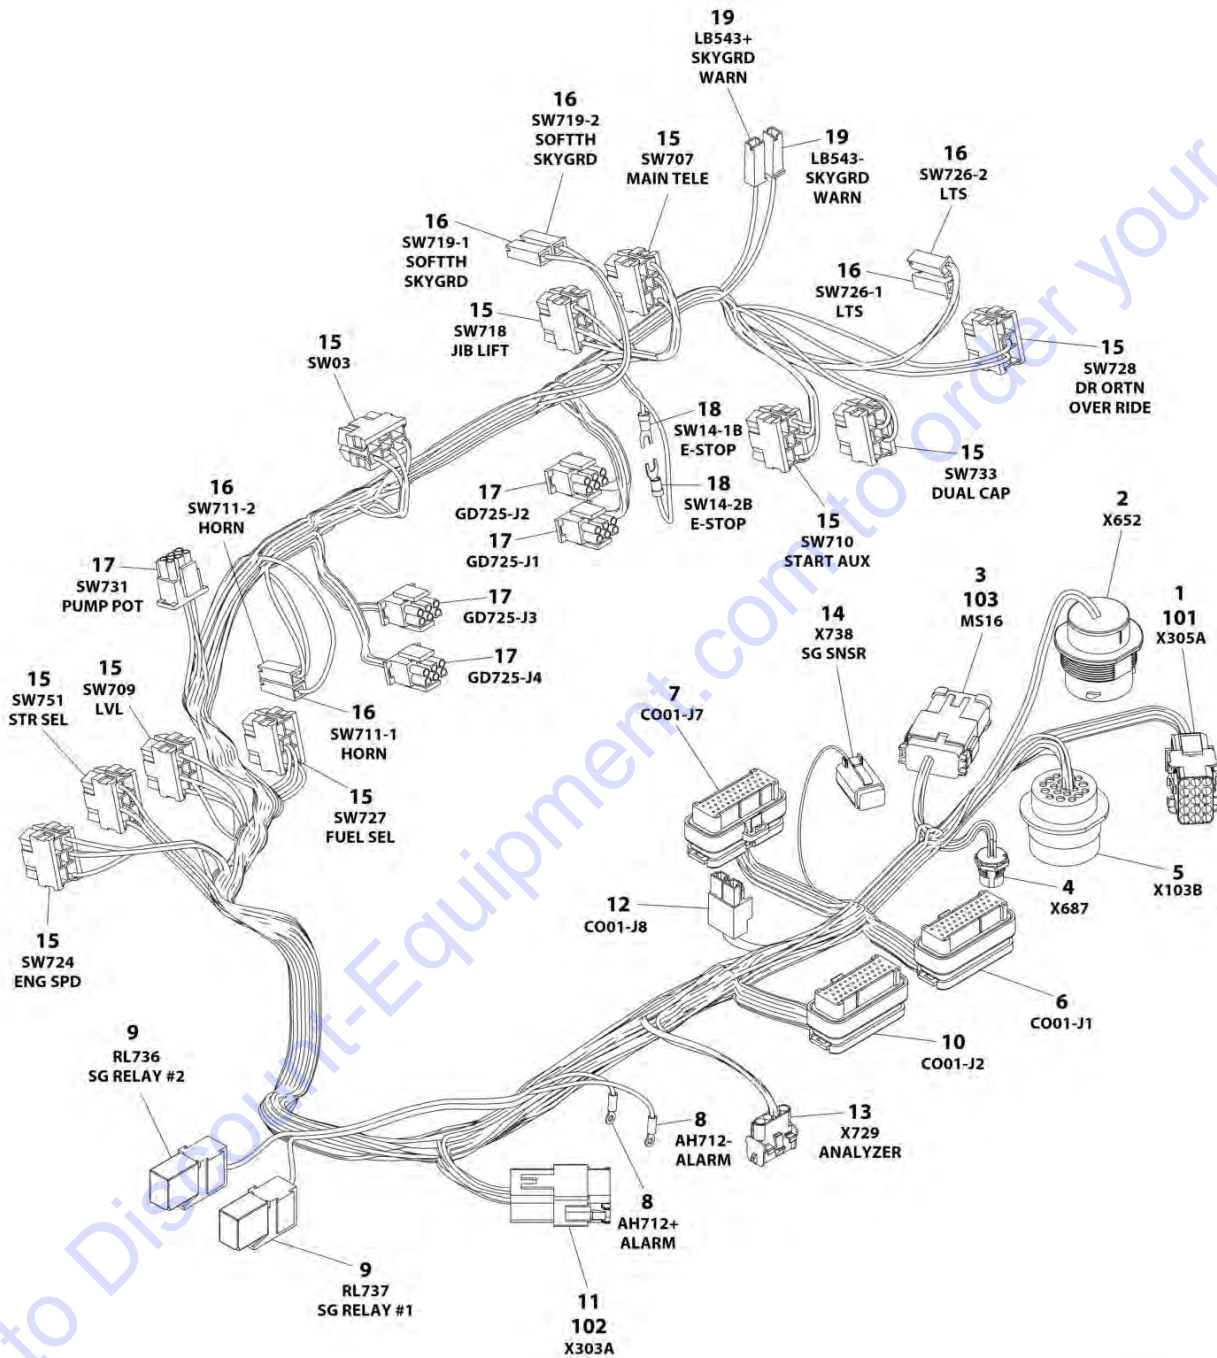 19
LB543+
SKYGRD
WARN
16
SW719-2
SOFTTH
SKYGRD
15
SW707
MAIN TELE
19
LB543-
SKYGRD
WARN
16
SW726-2
LTS
16
SW719-1
SOFTTH
SKYGRD
16
SW726-1
LTS
15
SW718
JIB LIFT
15
SW03
15
SW728
DR ORTN
OVER RIDE
18
SW14-1B
E-STOP
15
SW733
DUAL CAP
16
SW711-2
HORN
17
GD725-J2
18
SW14-2B
E-STOP
2
X652
15
SW710
START AUX
17
GD725-J1
17
SW731
PUMP POT
3
103
MS16
1
101
X305A
17
GD725-J3
14
X738
SG SNSR
17
GD725-J4
15
SW751
STR SEL
15
SW709
LVL
7
CO01-J7
16
SW711-1
HORN
15
SW727
FUEL SEL
5
X103B
4
X687
12
CO01-J8
15
SW724
ENG SPD
6
CO01-J1
9
RL736
SG RELAY #2
10
CO01-J2
8
AH712-
ALARM
13
X729
ANALYZER
8
AH712+
ALARM
9
RL737
SG RELAY #1
11
102
X303A
to Discount-Equipment.com to order your